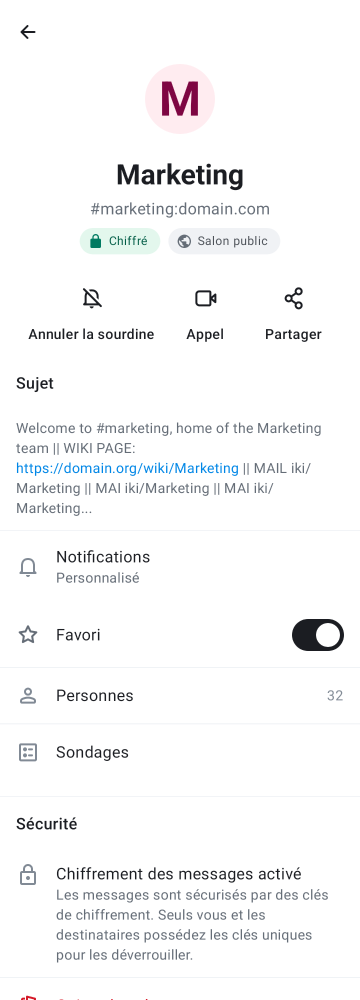 M
Marketing
#marketing:domain.com
Chiffré
Salon public
Annuler la sourdine
Appel
Partager
Sujet
Welcome to #marketing, home of the Marketing
team || WIKI PAGE:
https://domain.org/wiki/Marketing || MAIL iki/
Marketing || MAI iki/Marketing || MAI iki/
Marketing...
Notifications
Personnalisé
Favori
Personnes
32
Sondages
Sécurité
Chiffrement des messages activé
Les messages sont sécurisés par des clés
de chiffrement. Seuls vous et les
destinataires possédez les clés uniques
pour les déverrouiller.